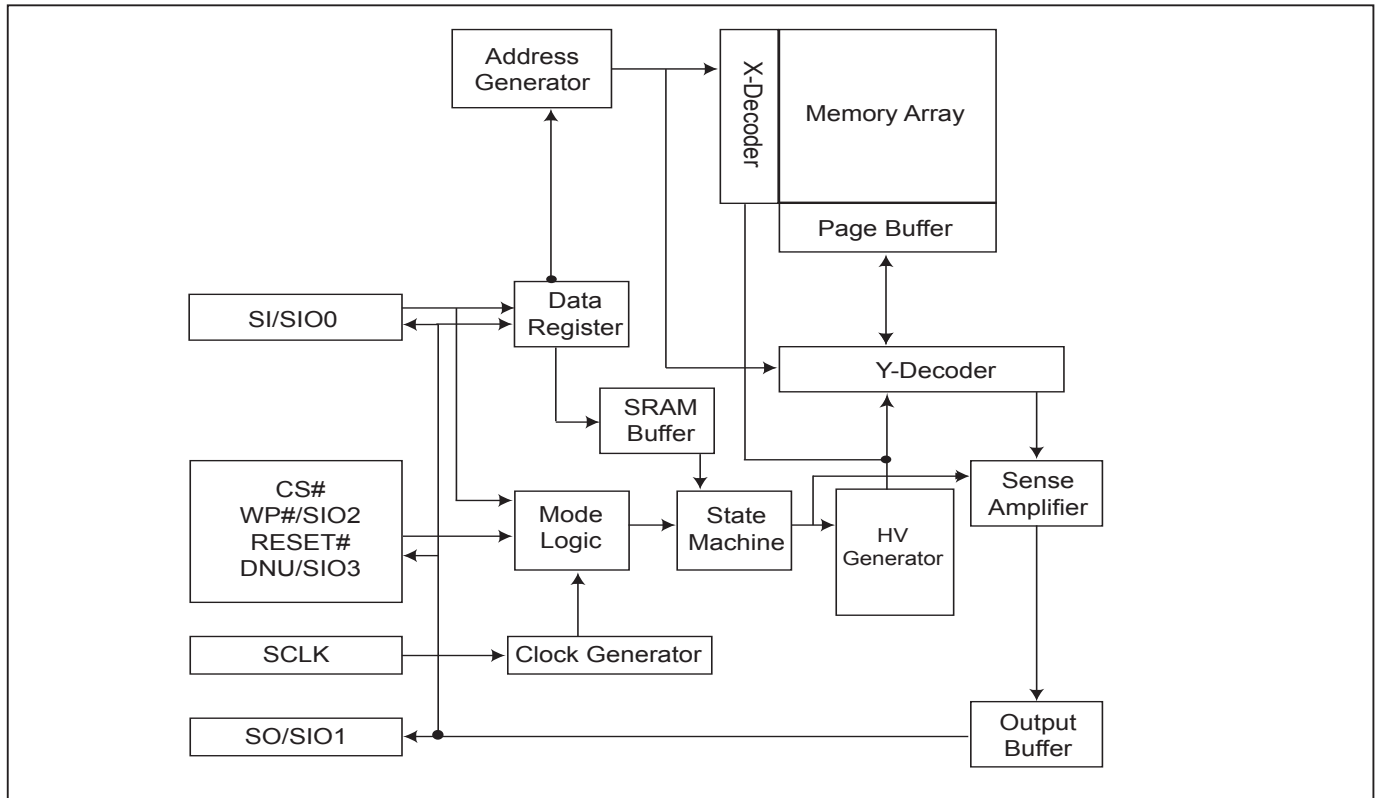 Address
Generator
X-Decoder
Memory Array
Page Buffer
SI/SIO0
Data
Register
Y-Decoder
SRAM
Buffer
CS#
WP#/SIO2
RESET#
DNU/SIO3
Mode
Logic
State
Machine
HV
Generator
Sense
Amplifier
SCLK
Clock Generator
SO/SIO1
Output
Buffer